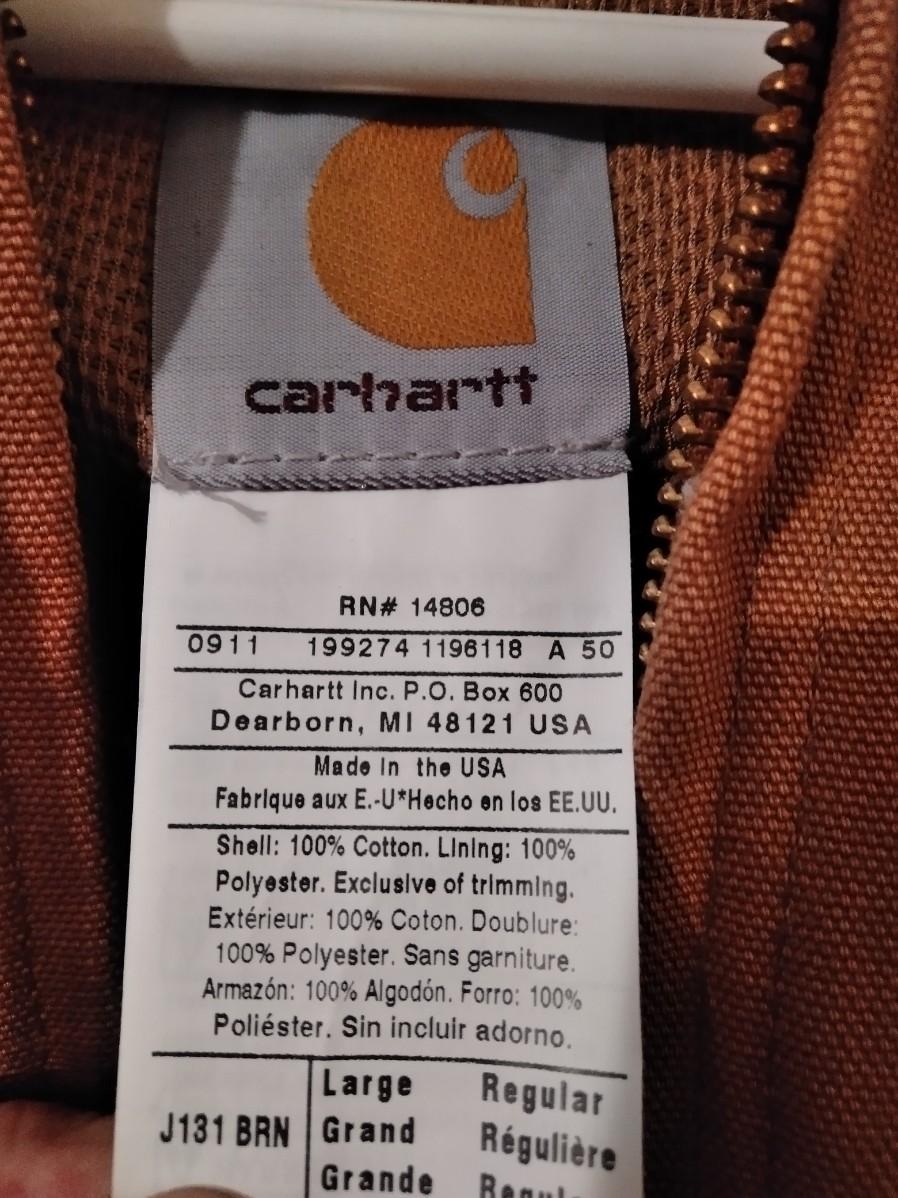 carhartt
RN# 14806
0911 199274 1196118 A 50
Carhartt Inc. P.O. Box 600
Dearborn, MI 48121 USA
Made in the USA
Fabrique aux E.-U*Hecho en los EE.UU.
Shell: 100% Cotton. Lining: 100%
Polyester. Exclusive of trimming.
Extérieur: 100% Coton. Doublure:
100% Polyester. Sans garniture.
Armazón: 100% Algodón. Forro: 100%
Poliéster. Sin incluir adorno.
Large Regular
J131 BRN Grand Régulière
Grande